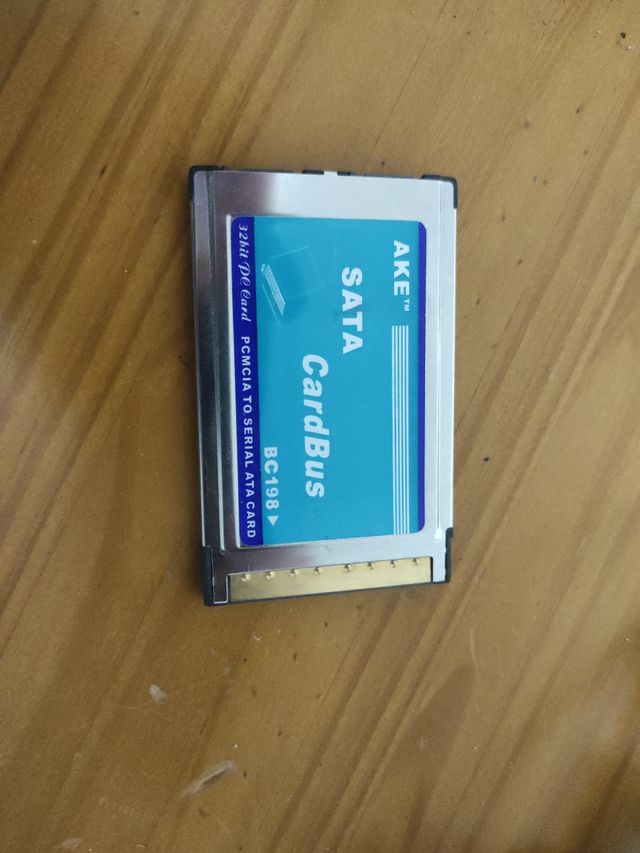 AKE™
SATA
CardBus
BC198▶
32bit PC Card PCMCIA TO SERIAL ATA CARD